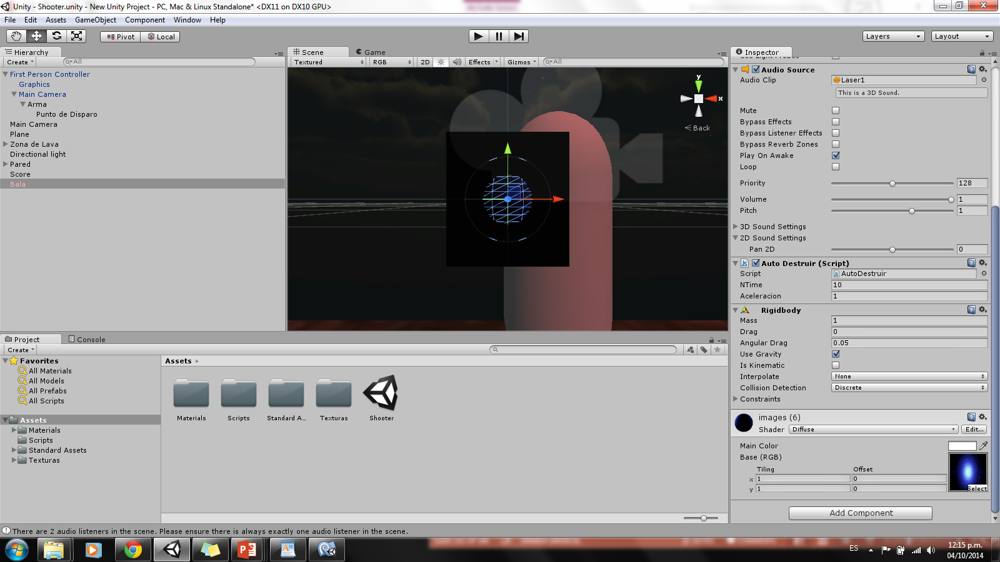 Unity - Shooter.unity - New Unity Project - PC, Mac & Linux Standalone* <DX11 on DX10 GPU>
File Edit Assets GameObject Component Window Help
Pivot Local Layers Layout
Hierarchy
Create All
First Person Controller
Graphics
Main Camera
Arma
Punto de Disparo
Main Camera
Plane
Zona de Lava
Directional light
Pared
Score
Bala
Scene Game
Textured RGB 2D Effects Gizmos All
y
x
Back
Inspector
Audio Source
Audio Clip Laser1
This is a 3D Sound.
Mute
Bypass Effects
Bypass Listener Effects
Bypass Reverb Zones
Play On Awake
Loop
Priority 128
Volume 1
Pitch 1
3D Sound Settings
2D Sound Settings
Pan 2D 0
Auto Destruir (Script)
Script AutoDestruir
NTime 10
Aceleracion 1
Rigidbody
Mass 1
Drag 0
Angular Drag 0.05
Use Gravity
Is Kinematic
Interpolate None
Collision Detection Discrete
Constraints
images (6)
Shader Diffuse Edit...
Main Color
Base (RGB)
Tiling Offset
x 1 0
y 1 0
Select
Add Component
Project Console
Create
Favorites
All Materials
All Models
All Prefabs
All Scripts
Assets
Materials
Scripts
Standard Assets
Texturas
Assets
Materials Scripts Standard A... Texturas Shooter
There are 2 audio listeners in the scene. Please ensure there is always exactly one audio listener in the scene.
ES
12:15 p.m.
04/10/2014